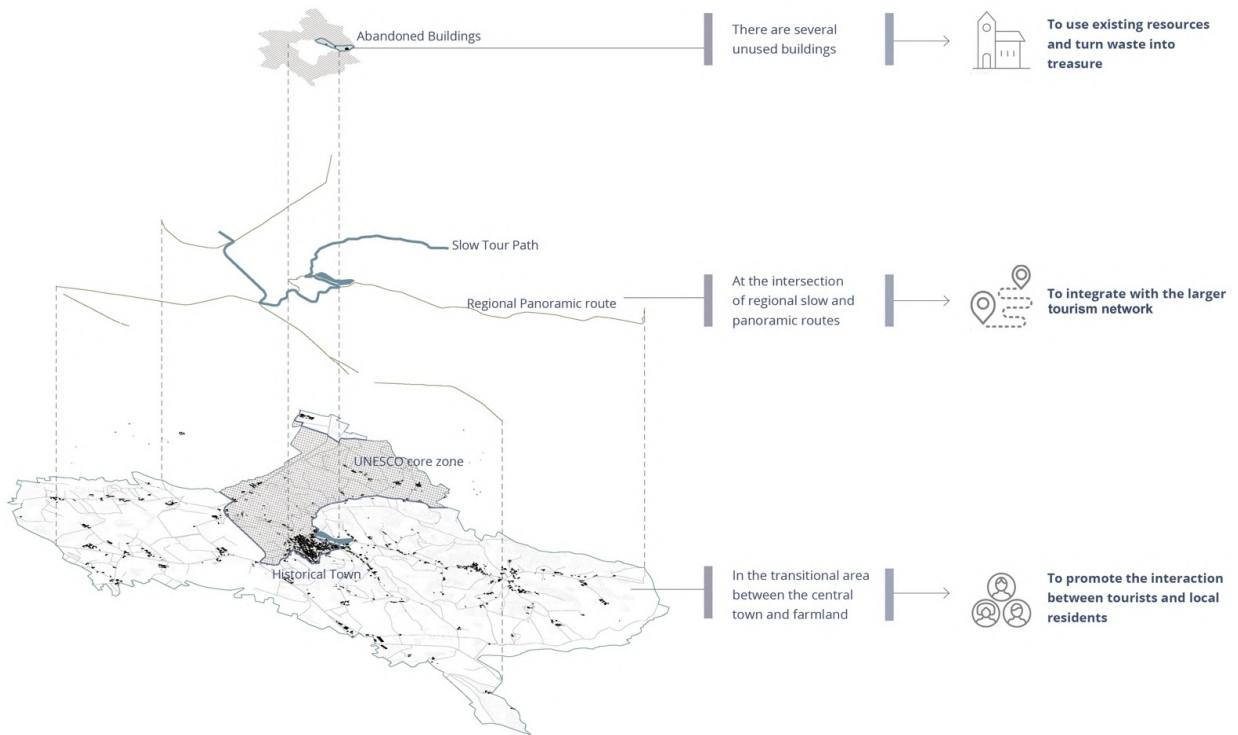 Abandoned Buildings
There are several
unused buildings
To use existing resources
and turn waste into
treasure
Slow Tour Path
Regional Panoramic route
At the intersection
of regional slow and
panoramic routes
To integrate with the larger
tourism network
UNESCO core zone
Historical Town
In the transitional area
between the central
town and farmland
To promote the interaction
between tourists and local
residents